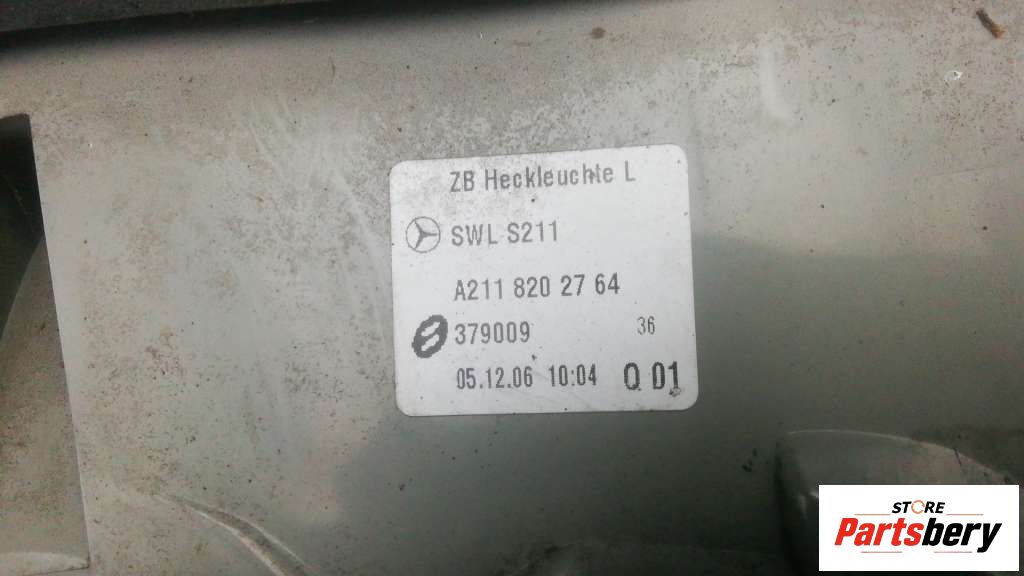 ZB Heckleuchte L
SWL S211
A211 820 27 64
379009 36
05.12.06 10:04 Q 01
STORE
Partsbery